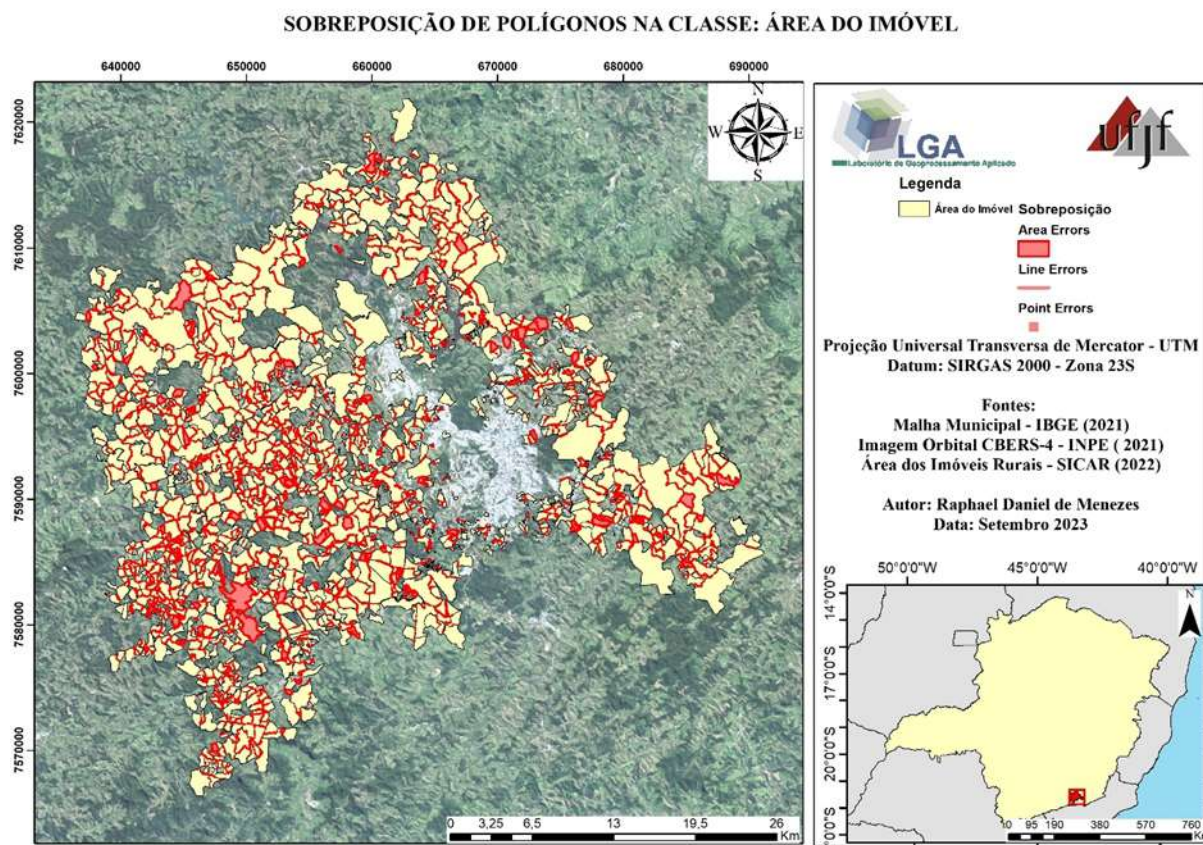 SOBREPOSIÇÃO DE POLÍGONOS NA CLASSE: ÁREA DO IMÓVEL
640000 650000 660000 670000 680000 690000
7620000
7610000
7600000
7590000
7580000
7570000
N
W E
S
0 3,25 6,5 13 19,5 26
Km
LGA
Laboratório de Geoprocessamento Aplicado
ufjf
Legenda
Área do Imóvel
Sobreposição
Area Errors
Line Errors
Point Errors
Projeção Universal Transversa de Mercator - UTM
Datum: SIRGAS 2000 - Zona 23S
Fontes:
Malha Municipal - IBGE (2021)
Imagem Orbital CBERS-4 - INPE ( 2021)
Área dos Imóveis Rurais - SICAR (2022)
Autor: Raphael Daniel de Menezes
Data: Setembro 2023
50°0'0" 45°0'0" 40°0'0"
14°0'0"S
17°0'0"S
20°0'0"S
N
0 95 190 380 570 760